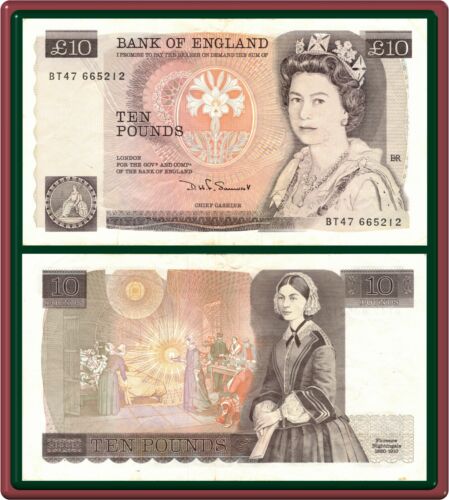 £10
BANK OF ENGLAND
£10
I PROMISE TO PAY THE BEARER ON DEMAND THE SUM OF
BT47 665212
TEN
POUNDS
LONDON
FOR THE GOVR AND COMPA
OF THE BANK OF ENGLAND
CHIEF CASHIER
ER
BT47 665212
10
POUNDS
10
POUNDS
TEN POUNDS
Florence
Nightingale
1820-1910